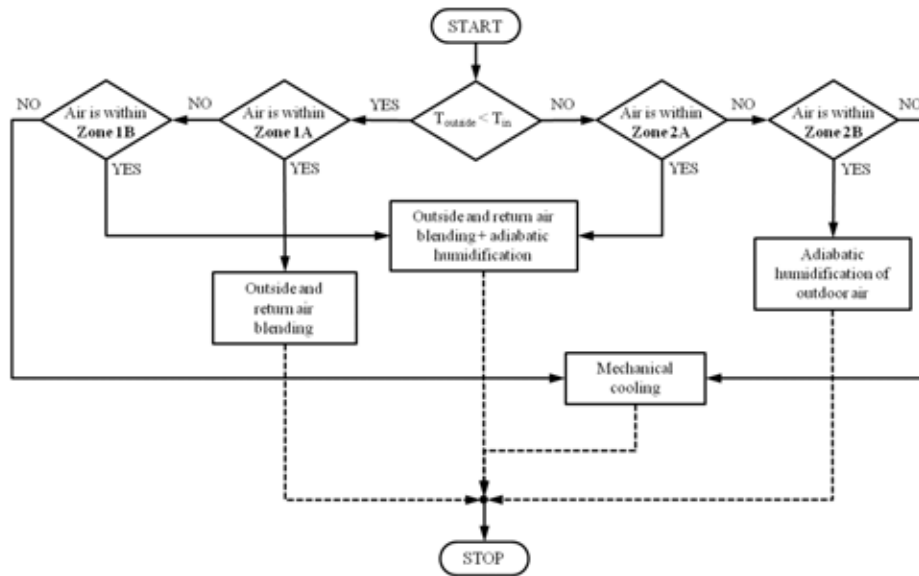 START
NO
Air is within
Zone 1B
NO
Air is within
Zone 1A
YES
T outside < T in
NO
Air is within
Zone 2A
NO
Air is within
Zone 2B
NO
YES
YES
YES
YES
Outside and return air
blending + adiabatic
humidification
Adiabatic
humidification of
outdoor air
Outside and
return air
blending
Mechanical
cooling
STOP